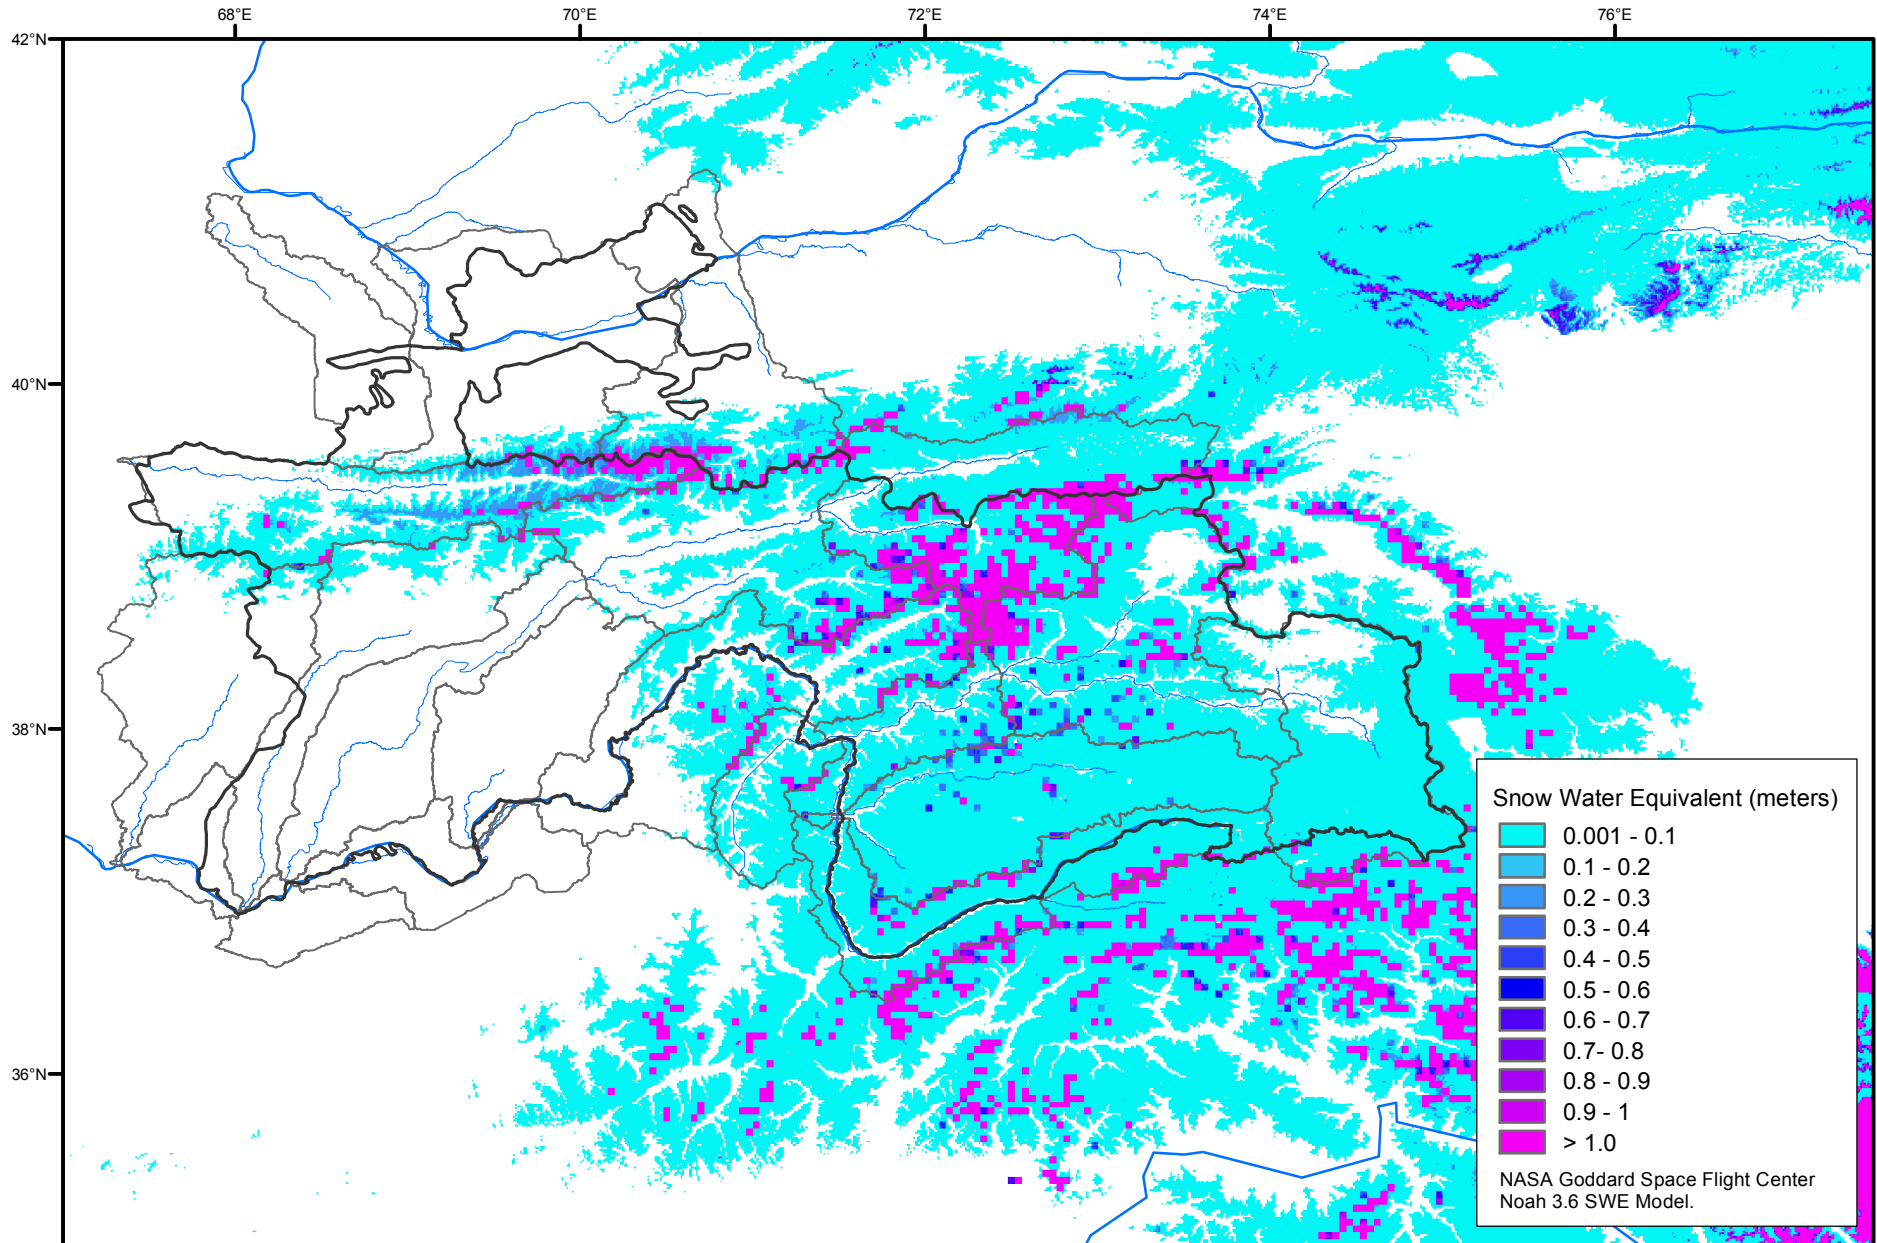 68°E
70°E
72°E
74°E
76°E
42°N
40°N
38°N
36°N
Snow Water Equivalent (meters)
0.001 - 0.1
0.1 - 0.2
0.2 - 0.3
0.3 - 0.4
0.4 - 0.5
0.5 - 0.6
0.6 - 0.7
0.7- 0.8
0.8 - 0.9
0.9 - 1
> 1.0
NASA Goddard Space Flight Center
Noah 3.6 SWE Model.